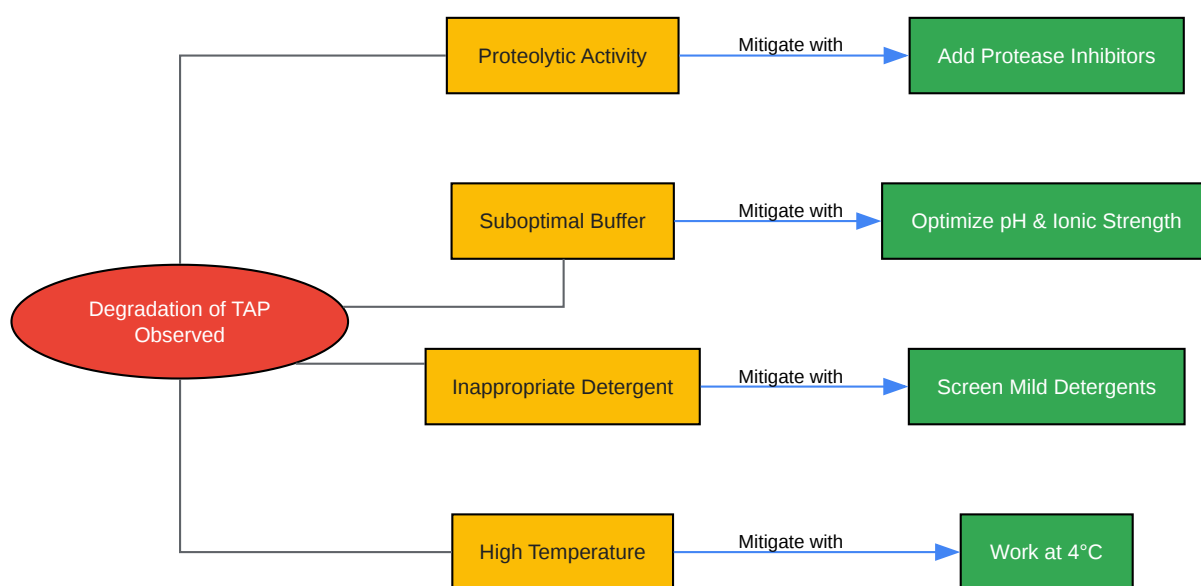 Proteolytic Activity
Mitigate with
Add Protease Inhibitors
Suboptimal Buffer
Mitigate with
Optimize pH & Ionic Strength
Degradation of TAP
Observed
Inappropriate Detergent
Mitigate with
Screen Mild Detergents
High Temperature
Mitigate with
Work at 4°C